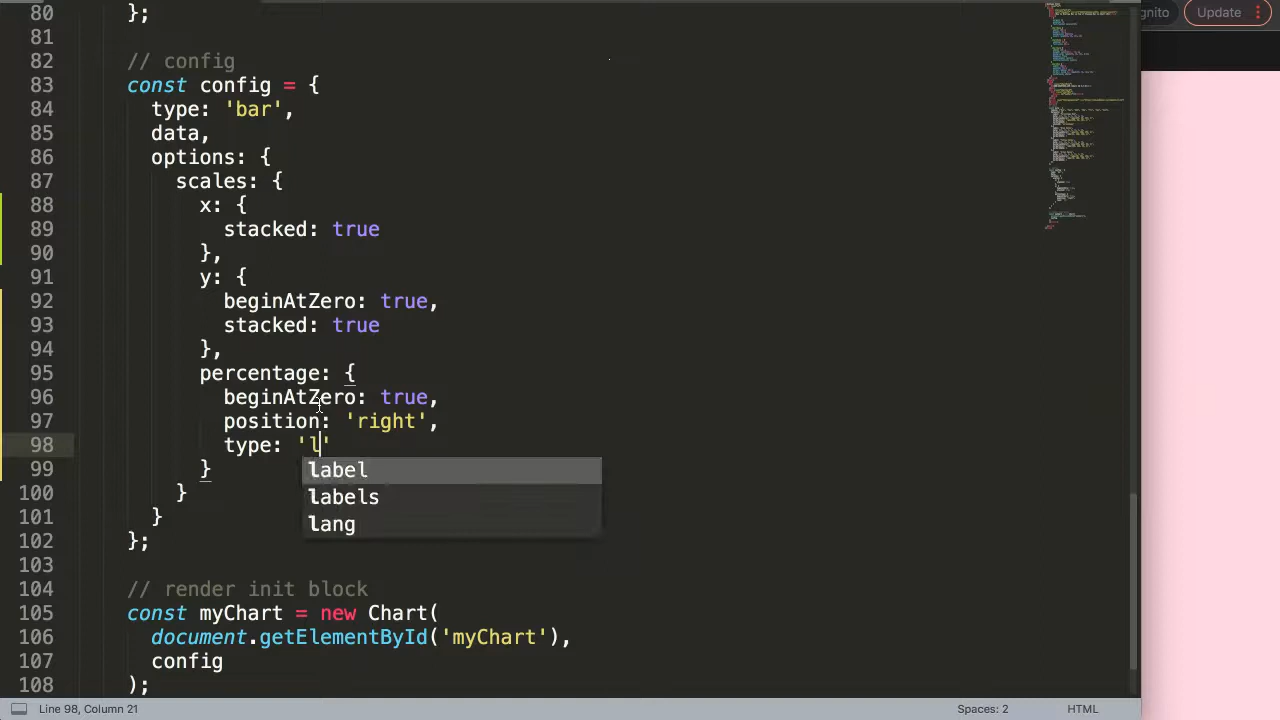 80 };
81
82 // config
83 const config = {
84 type: 'bar',
85 data,
86 options: {
87 scales: {
88 x: {
89 stacked: true
90 },
91 y: {
92 beginAtZero: true,
93 stacked: true
94 },
95 percentage: {
96 beginAtZero: true,
97 position: 'right',
98 type: 'l'
99 }
label
100 }
labels
101 }
lang
102 };
103
104 // render init block
105 const myChart = new Chart(
106 document.getElementById('myChart'),
107 config
108 );
Line 98, Column 21
Spaces: 2
HTML
Update